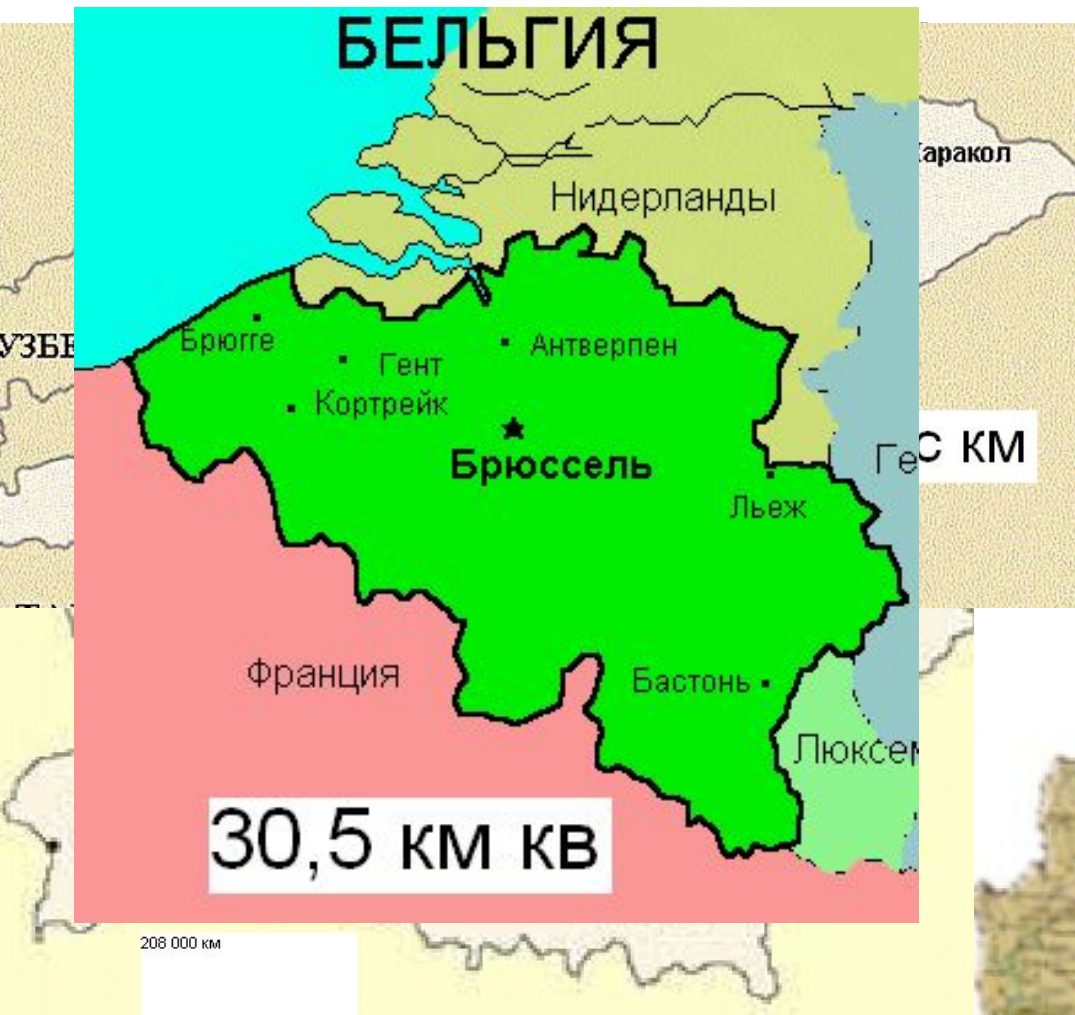 БЕЛЬГИЯ
аракол
Нидерланды
УЗБЕ
Брюгге
Антверпен
Гент
Кортрейк
Брюссель
Ге
с км
Льеж
Франция
Бастонь
Люксем
30,5 км кв
208 000 км